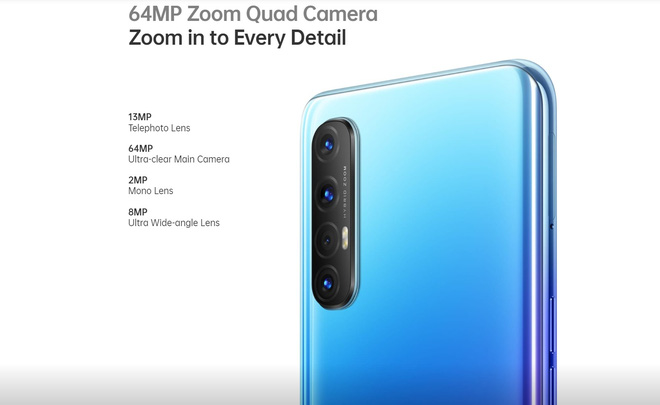 64MP Zoom Quad Camera
Zoom in to Every Detail
13MP
Telephoto Lens
64MP
Ultra-clear Main Camera
2MP
Mono Lens
8MP
Ultra Wide-angle Lens
HYBRID ZOOM